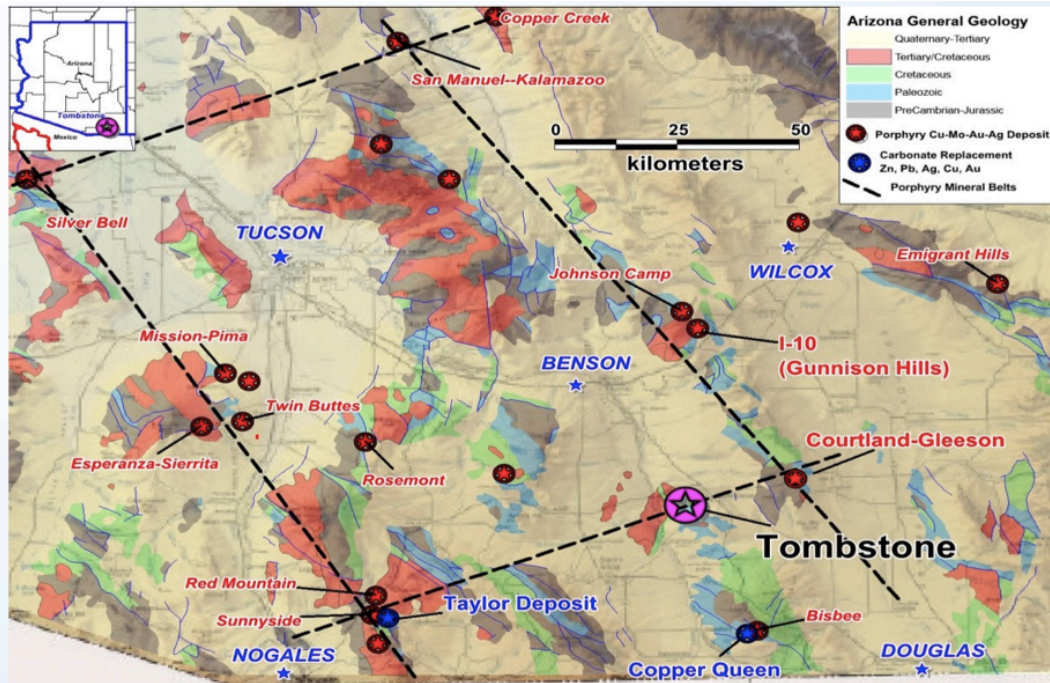 Arizona
Tombstone
Mexico
Copper Creek
San Manuel--Kalamazoo
Arizona General Geology
Quaternary-Tertiary
Tertiary/Cretaceous
Cretaceous
Paleozoic
PreCambrian-Jurassic
Porphyry Cu-Mo-Au-Ag Deposit
Carbonate Replacement
Zn, Pb, Ag, Cu, Au
Porphyry Mineral Belts
0 25 50
kilometers
Silver Bell
TUCSON
WILCOX
Emigrant Hills
Johnson Camp
Mission-Pima
I-10
(Gunnison Hills)
BENSON
Twin Buttes
Esperanza-Sierrita
Rosemont
Courtland-Gleeson
Tombstone
Red Mountain
Taylor Deposit
Sunnyside
Bisbee
NOGALES
Copper Queen
DOUGLAS